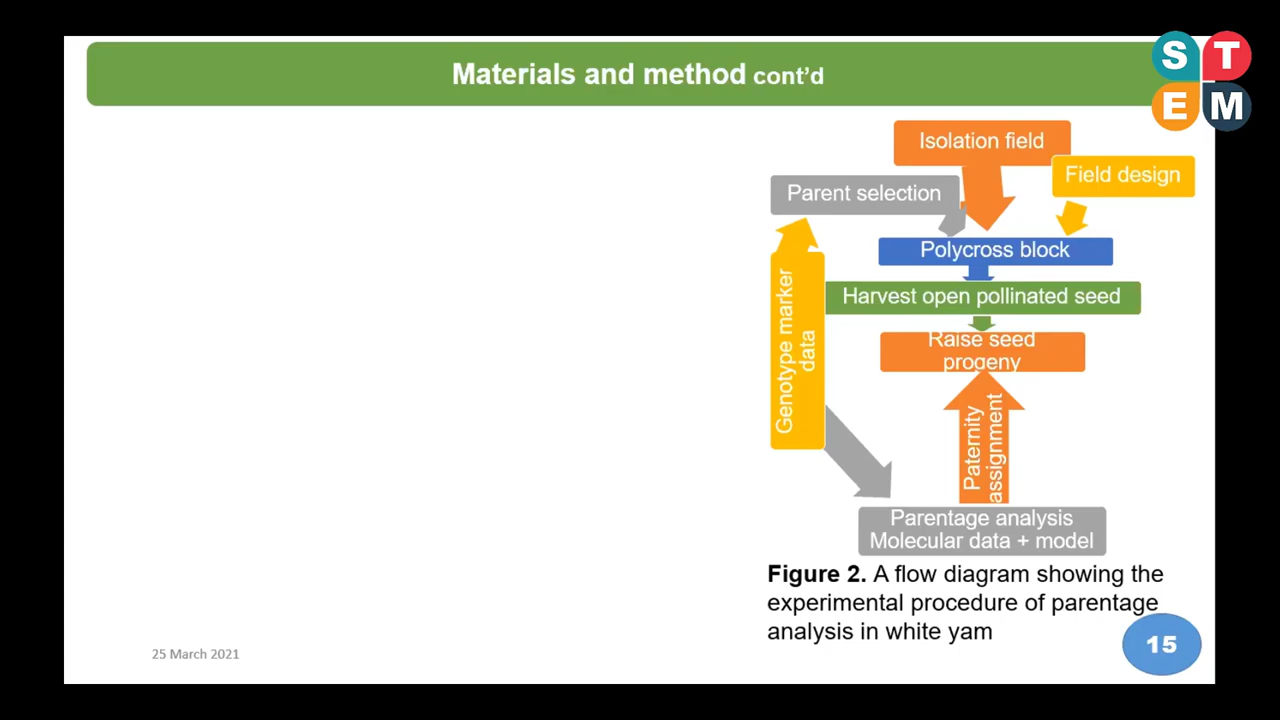 Materials and method cont’d
S T
E M
Isolation field
Field design
Parent selection
Polycross block
Harvest open pollinated seed
Raise seed
progeny
Genotype marker
data
Paternity
assignment
Parentage analysis
Molecular data + model
Figure 2. A flow diagram showing the
experimental procedure of parentage
analysis in white yam
25 March 2021
15